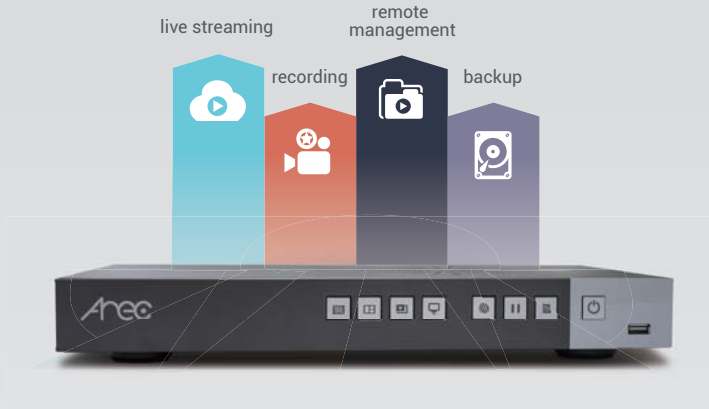 live streaming
remote
management
recording
backup
Arec